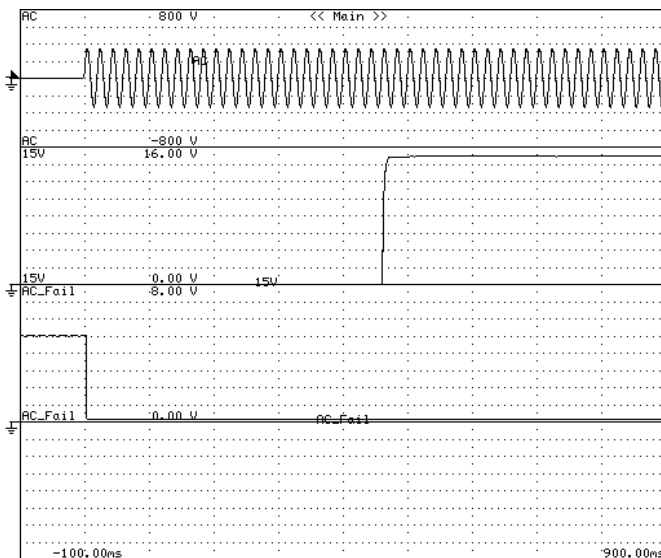 AC 800 V << Main >>
AC
AC -800 V
15V 16.00 V
15V 0.00 V 15V
AC_Fail 8.00 V
AC_Fail 0.00 V AC_Fail
-100.00ms 900.00ms